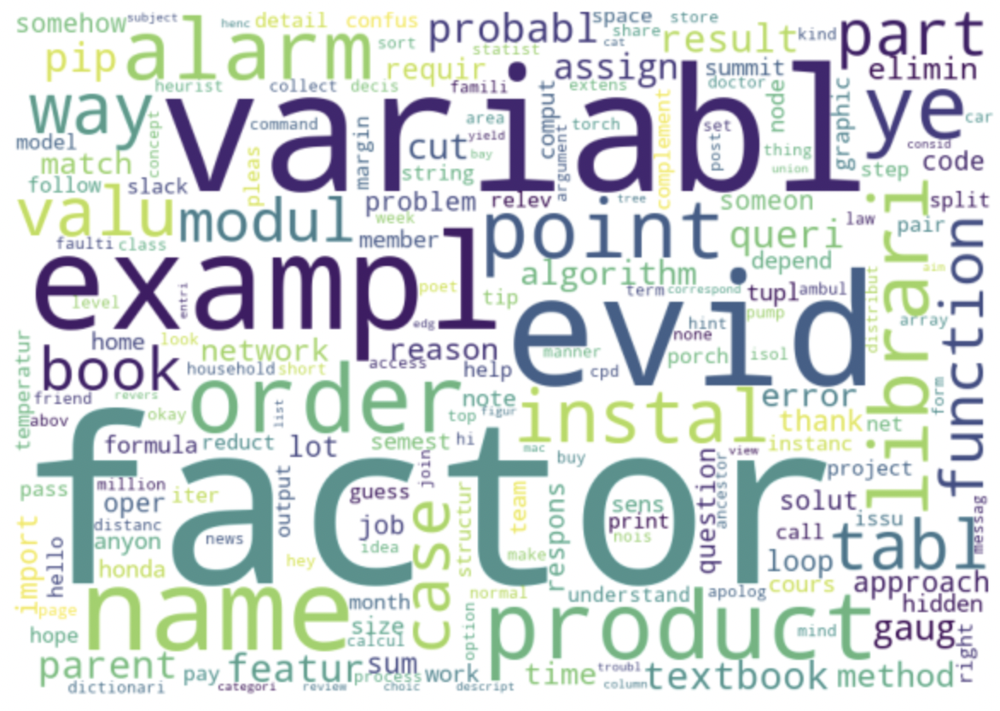 somehow
subject
henc
detail
confus
probabl
space
store
share
cat
result
kind
part
pip
alarm
sort
statist
requir
assign
summit
elimin
heurist
collect
decis
famili
extens
doctor
way
variabl
ye
car
command
area
yield
bay
torch
set
post
thing
union
node
graphic
consid
code
model
concept
match
pleas
margin
cut
string
comput
argument
complement
step
follow
slack
problem
relev
tree
someon
law
split
valu
modul
week
member
point
queri
pair
faulti
class
exampl
algorithm
depend
aim
level
entri
poet
tip
term
correspond
tupl
ambul
distribut
array
edg
evid
hint
none
pump
librari
function
temperatur
home
look
network
reason
manner
porch
isol
book
household
short
access
help
cpd
friend
revers
order
note
error
form
abov
okay
list
top
figur
instal
thank
net
formula
reduct
lot
semest
hi
mac
buy
view
instanc
factor
join
question
ancestor
project
pass
million
oper
iter
output
guess
structur
team
respons
sens
print
nois
solut
issu
messag
distanc
anyon
news
job
idea
call
tabl
import
hello
honda
hey
case
make
loop
page
name
month
normal
understand
apolog
cours
approach
hidden
hope
size
calcul
option
product
mind
gaug
right
parent
pay
featur
sum
process
work
time
troubl
textbook
method
dictionari
categori
review
choic
descript
column